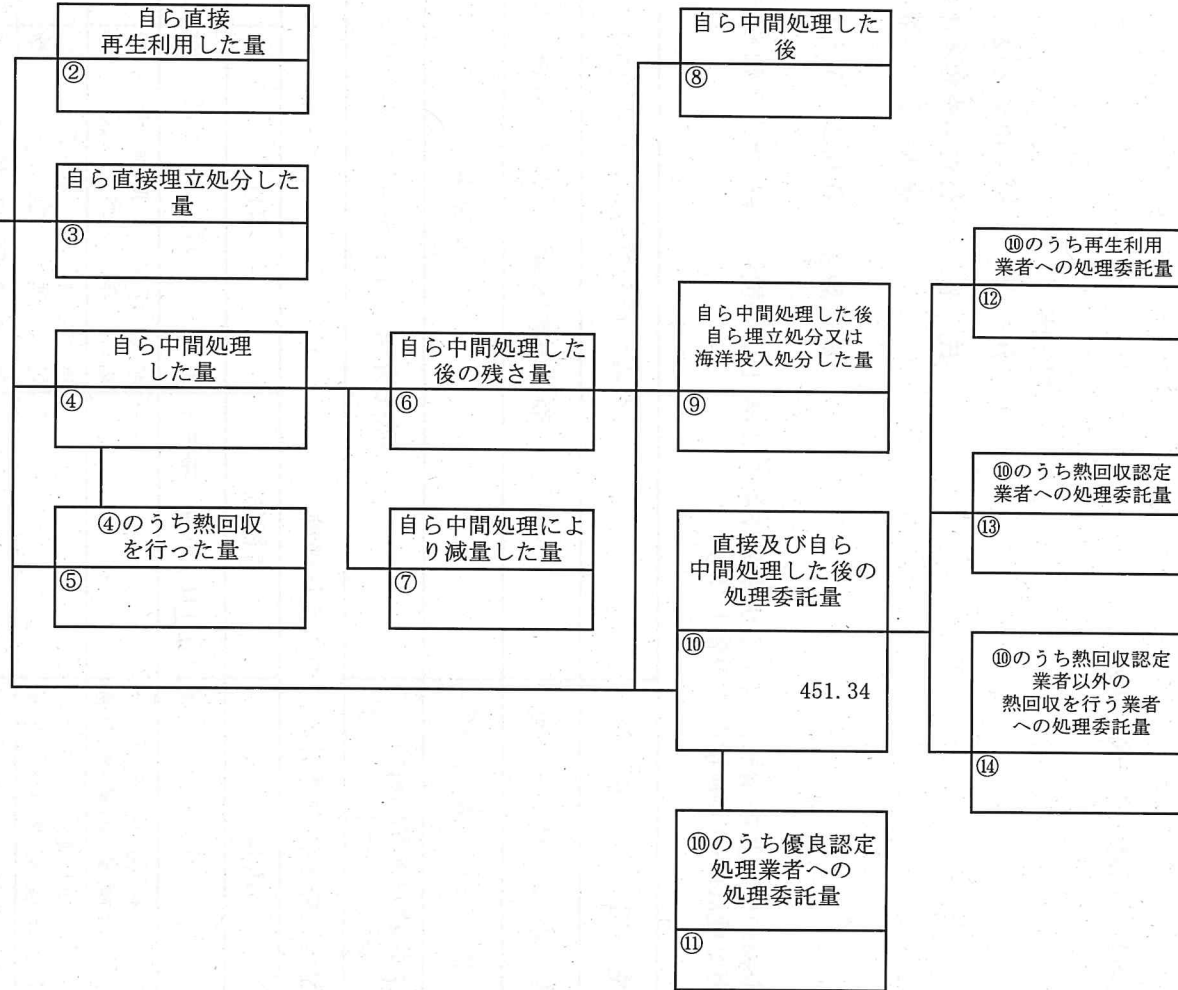 自ら直接
再生利用した量
②
自ら直接埋立処分した
量
③
自ら中間処理
した量
④
④のうち熱回収
を行った量
⑤
自ら中間処理した
後の残さ量
⑥
自ら中間処理によ
り減量した量
⑦
自ら中間処理した
後
⑧
自ら中間処理した後
自ら埋立処分又は
海洋投入処分した量
⑨
直接及び自ら
中間処理した後の
処理委託量
⑩
451.34
⑩のうち優良認定
処理業者への
処理委託量
⑪
⑩のうち再生利用
業者への処理委託量
⑫
⑩のうち熱回収認定
業者への処理委託量
⑬
⑩のうち熱回収認定
業者以外の
熱回収を行う業者
への処理委託量
⑭